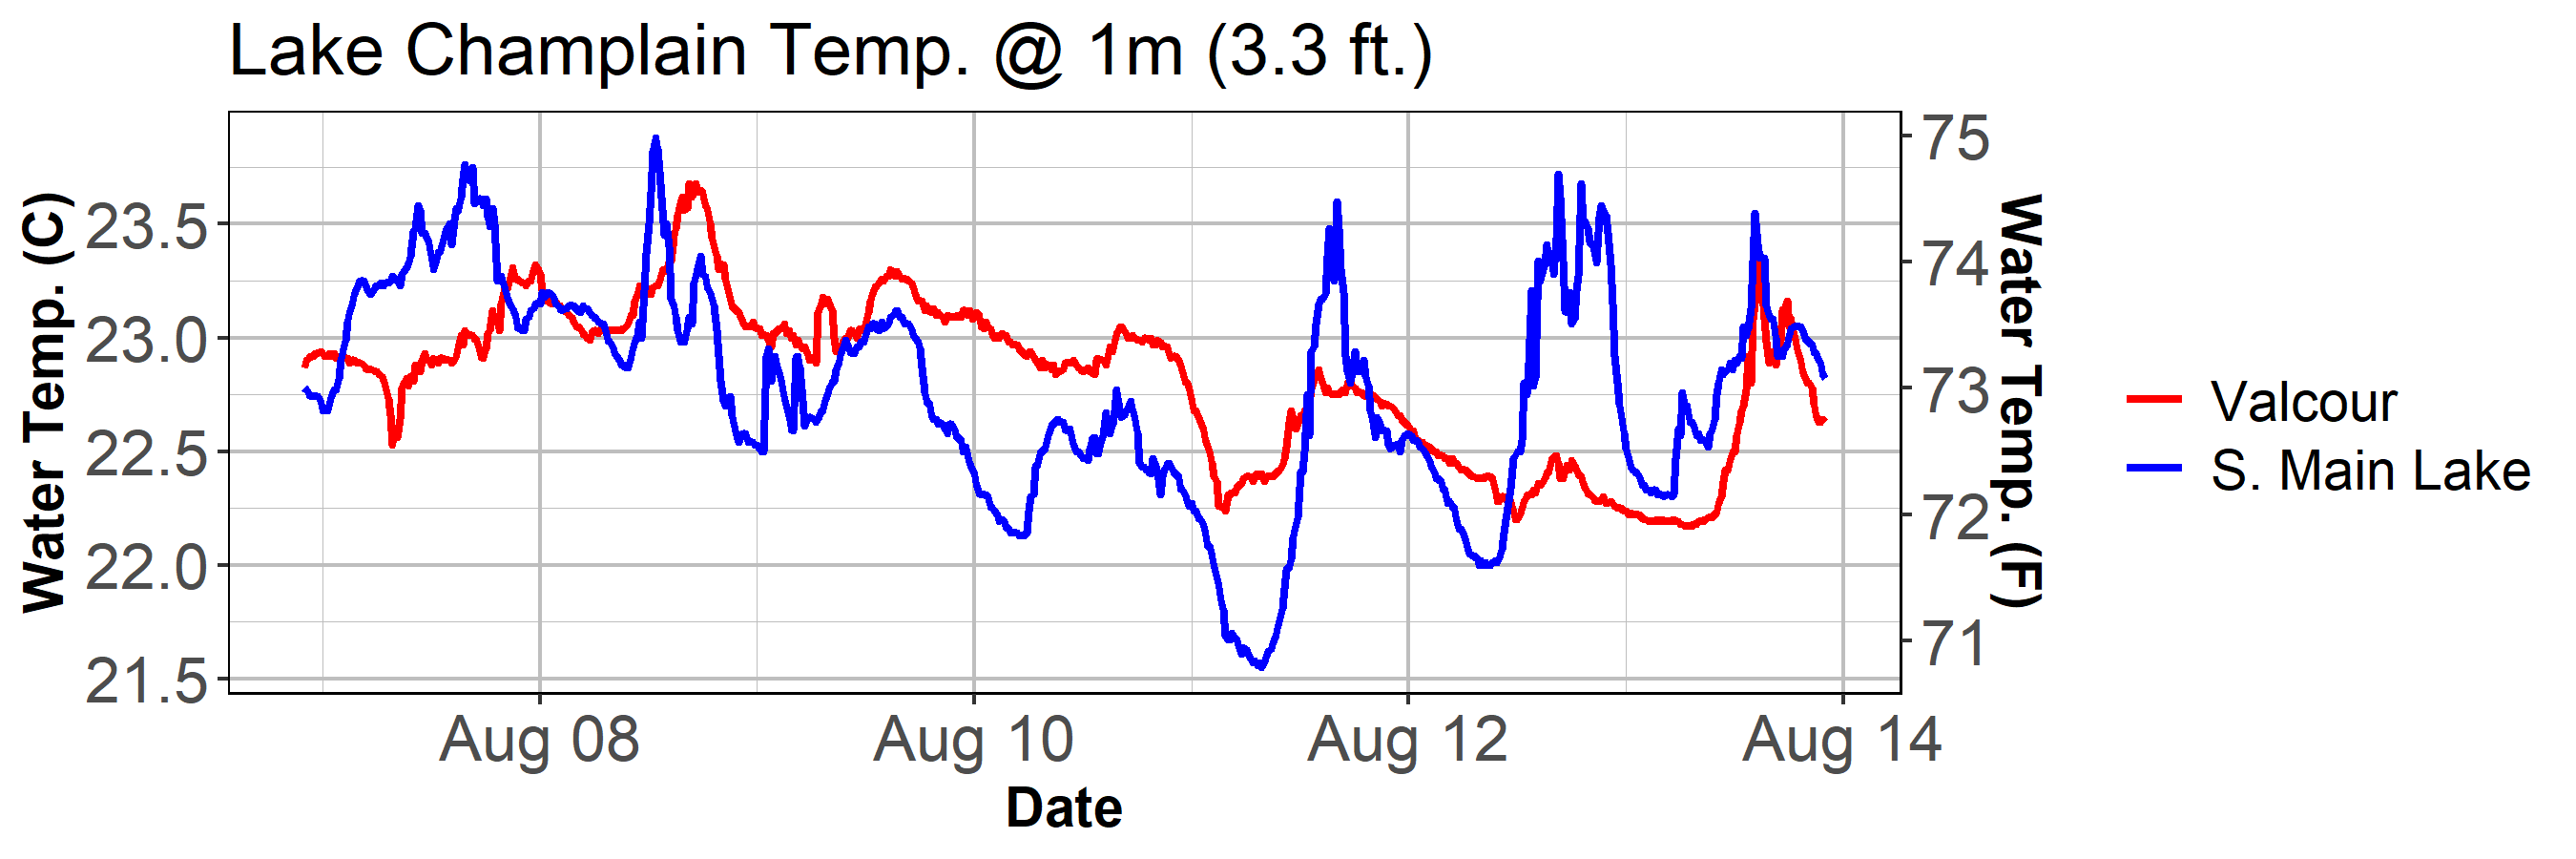 Lake Champlain Temp. @ 1m (3.3 ft.)
Water Temp. (C)
23.5
23.0
22.5
22.0
21.5
75
74
73
72
71
Water Temp. (F)
Aug 08
Aug 10
Aug 12
Aug 14
Date
Valcour
S. Main Lake